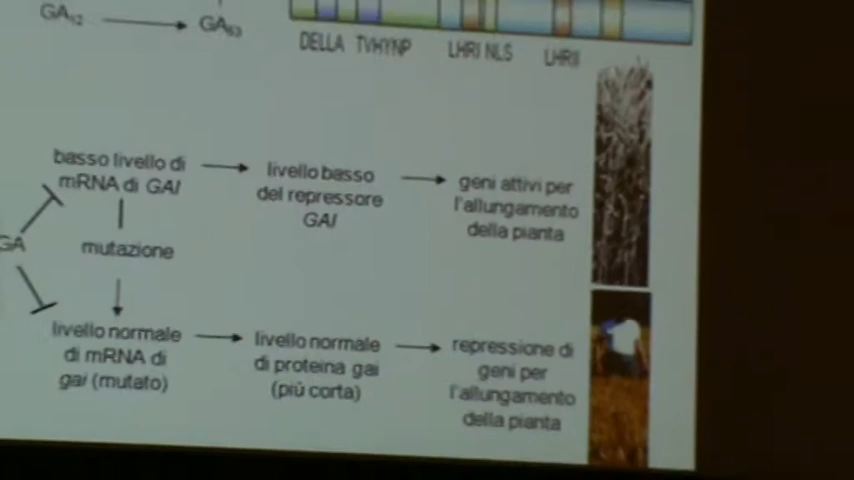 GA12 GA53
DELLA TVHYNP LHRI NLS LHRII
basso livello di
mRNA di GAI
livello basso
del repressore
GAI
geni attivi per
l'allungamento
della pianta
GA
mutazione
livello normale
di mRNA di
gai (mutato)
livello normale
di proteina gai
(più corta)
repressione di
geni per
l'allungamento
della pianta